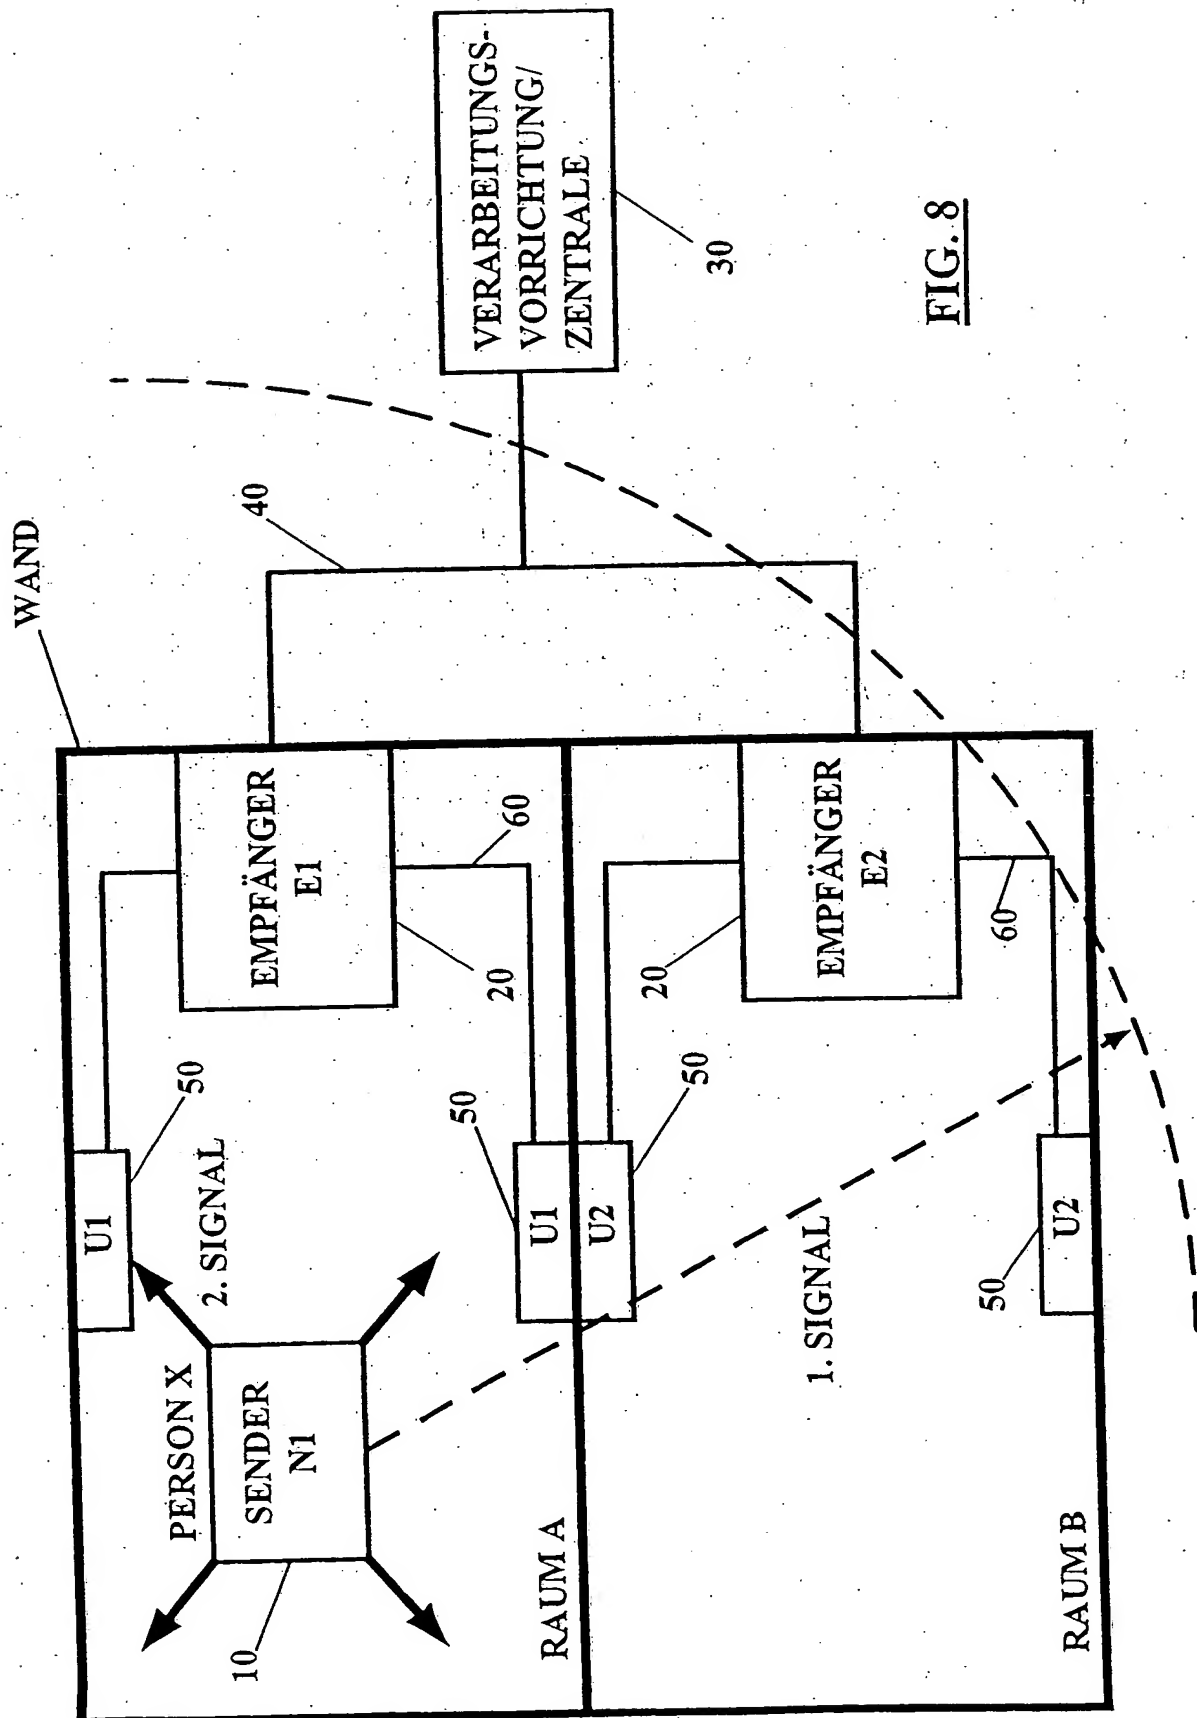 WAND
40
VERARBEITUNGS-
VORRICHTUNG/
ZENTRALE
30
PERSON X
SENDER
N1
10
2. SIGNAL
U1
50
EMPFÄNGER
E1
20
60
50
U1
RAUM A
U2
50
20
EMPFÄNGER
E2
60
1. SIGNAL
50
U2
RAUM B
FIG. 8